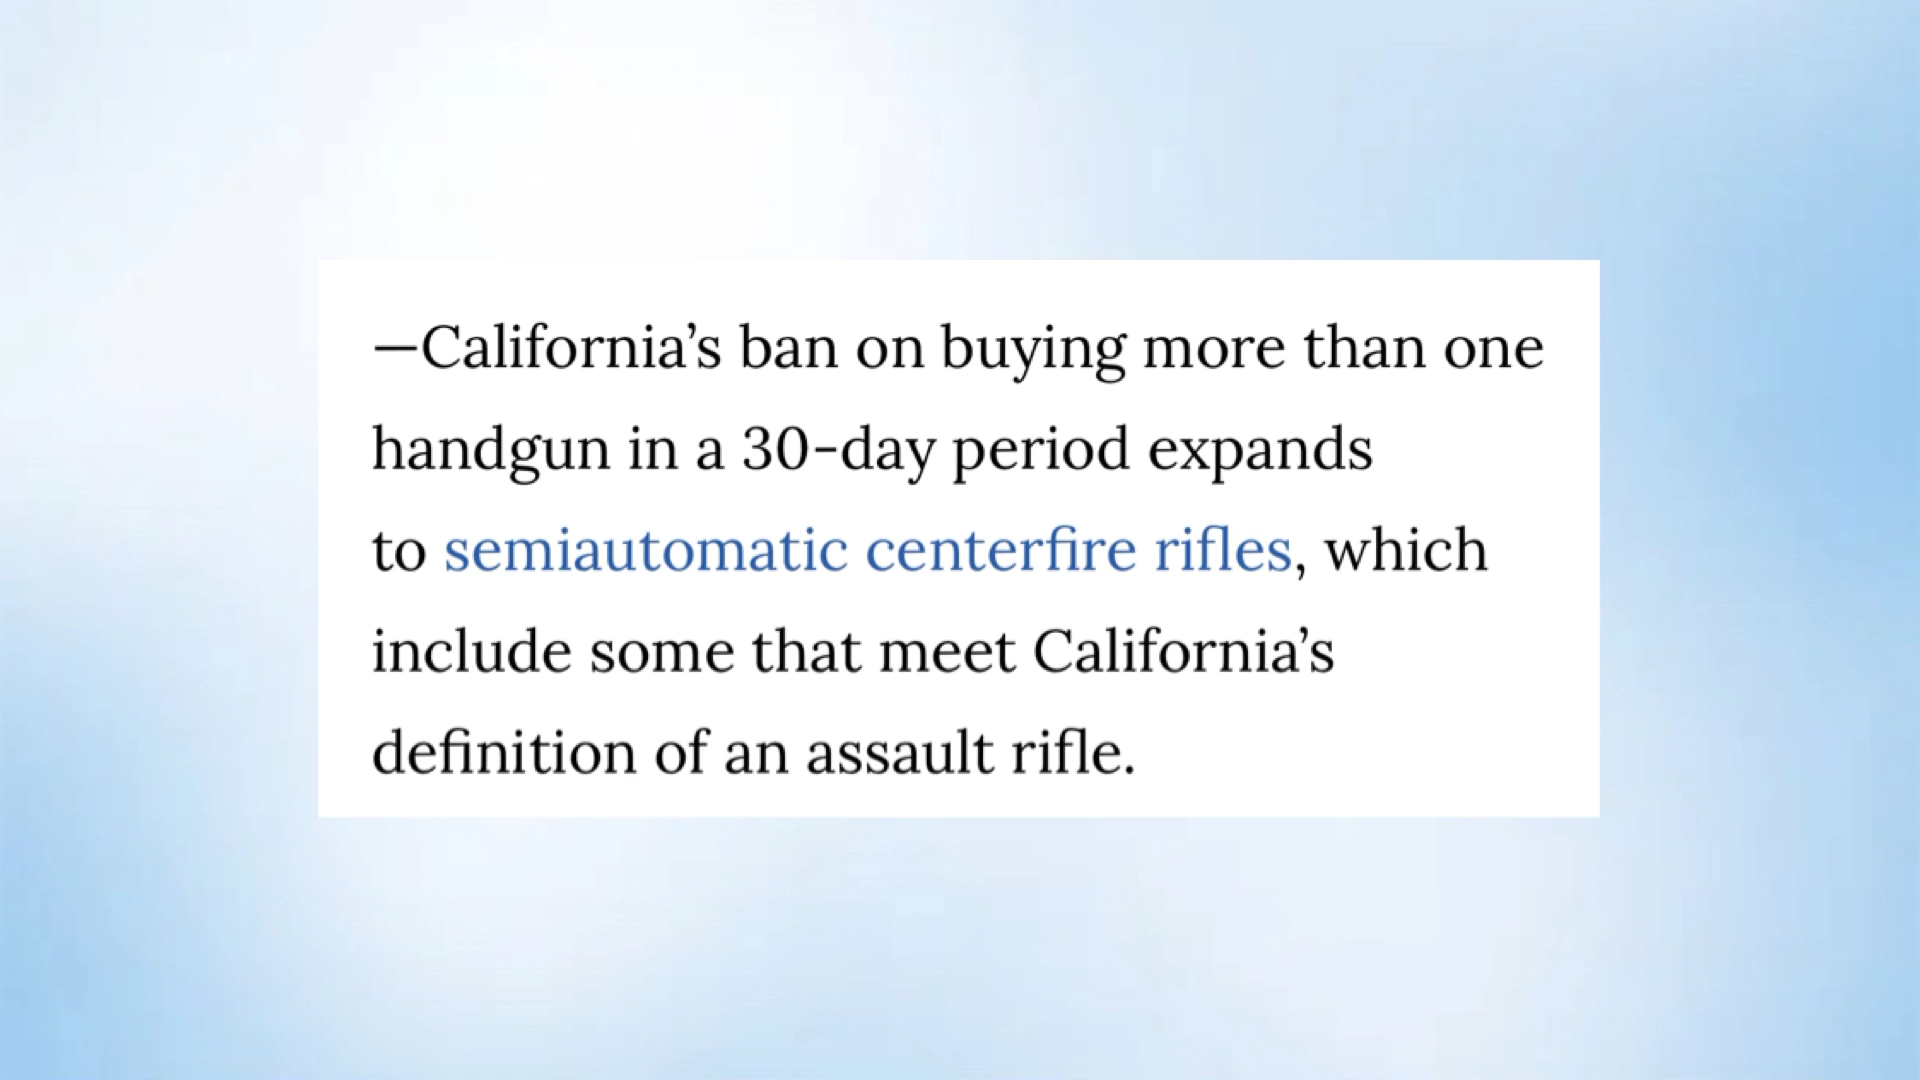 —California’s ban on buying more than one
handgun in a 30-day period expands
to semiautomatic centerfire rifles, which
include some that meet California’s
definition of an assault rifle.